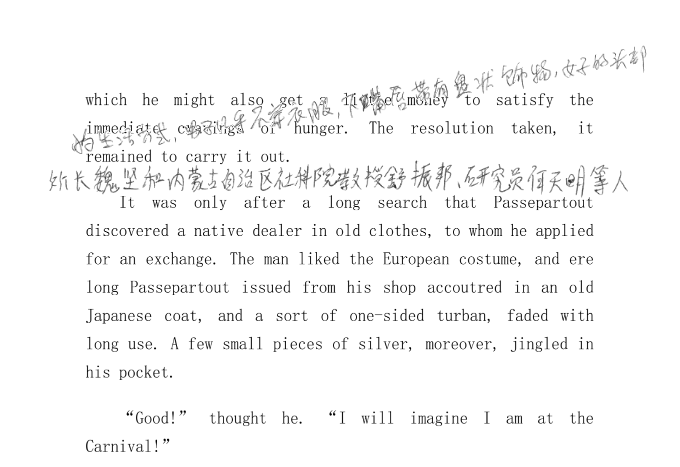 which he might also get a little money to satisfy the
的生活方式,女子几乎不穿衣服,下嘴唇带有盘状饰物,女子的头部
immediate cravings of hunger. The resolution taken, it
remained to carry it out.
所长魏坚和内蒙古自治区社科院教授舒振邦、研究员何天明等人
It was only after a long search that Passepartout
discovered a native dealer in old clothes, to whom he applied
for an exchange. The man liked the European costume, and ere
long Passepartout issued from his shop accoutred in an old
Japanese coat, and a sort of one-sided turban, faded with
long use. A few small pieces of silver, moreover, jingled in
his pocket.
“Good!” thought he. “I will imagine I am at the
Carnival!”